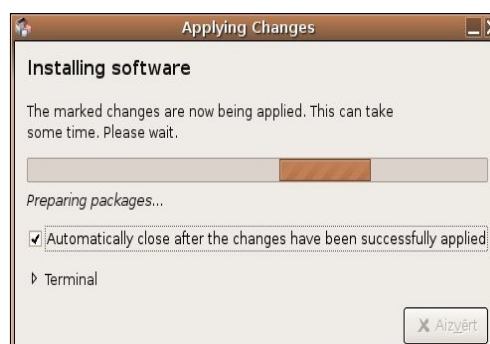 Applying Changes
Installing software
The marked changes are now being applied. This can take
some time. Please wait.
Preparing packages...
Automatically close after the changes have been successfully applied
Terminal
Aizvērt